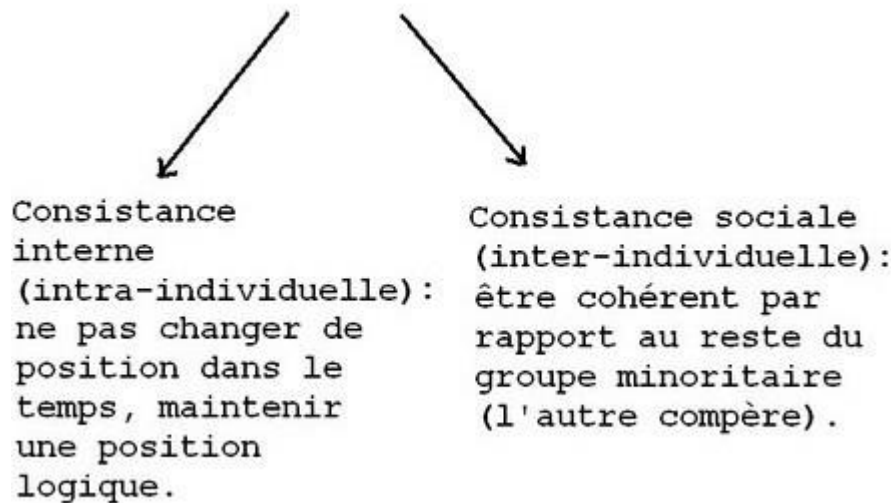 Consistance
interne
(intra-individuelle):
ne pas changer de
position dans le
temps, maintenir
une position
logique.
Consistance sociale
(inter-individuelle):
être cohérent par
rapport au reste du
groupe minoritaire
(l'autre compère).